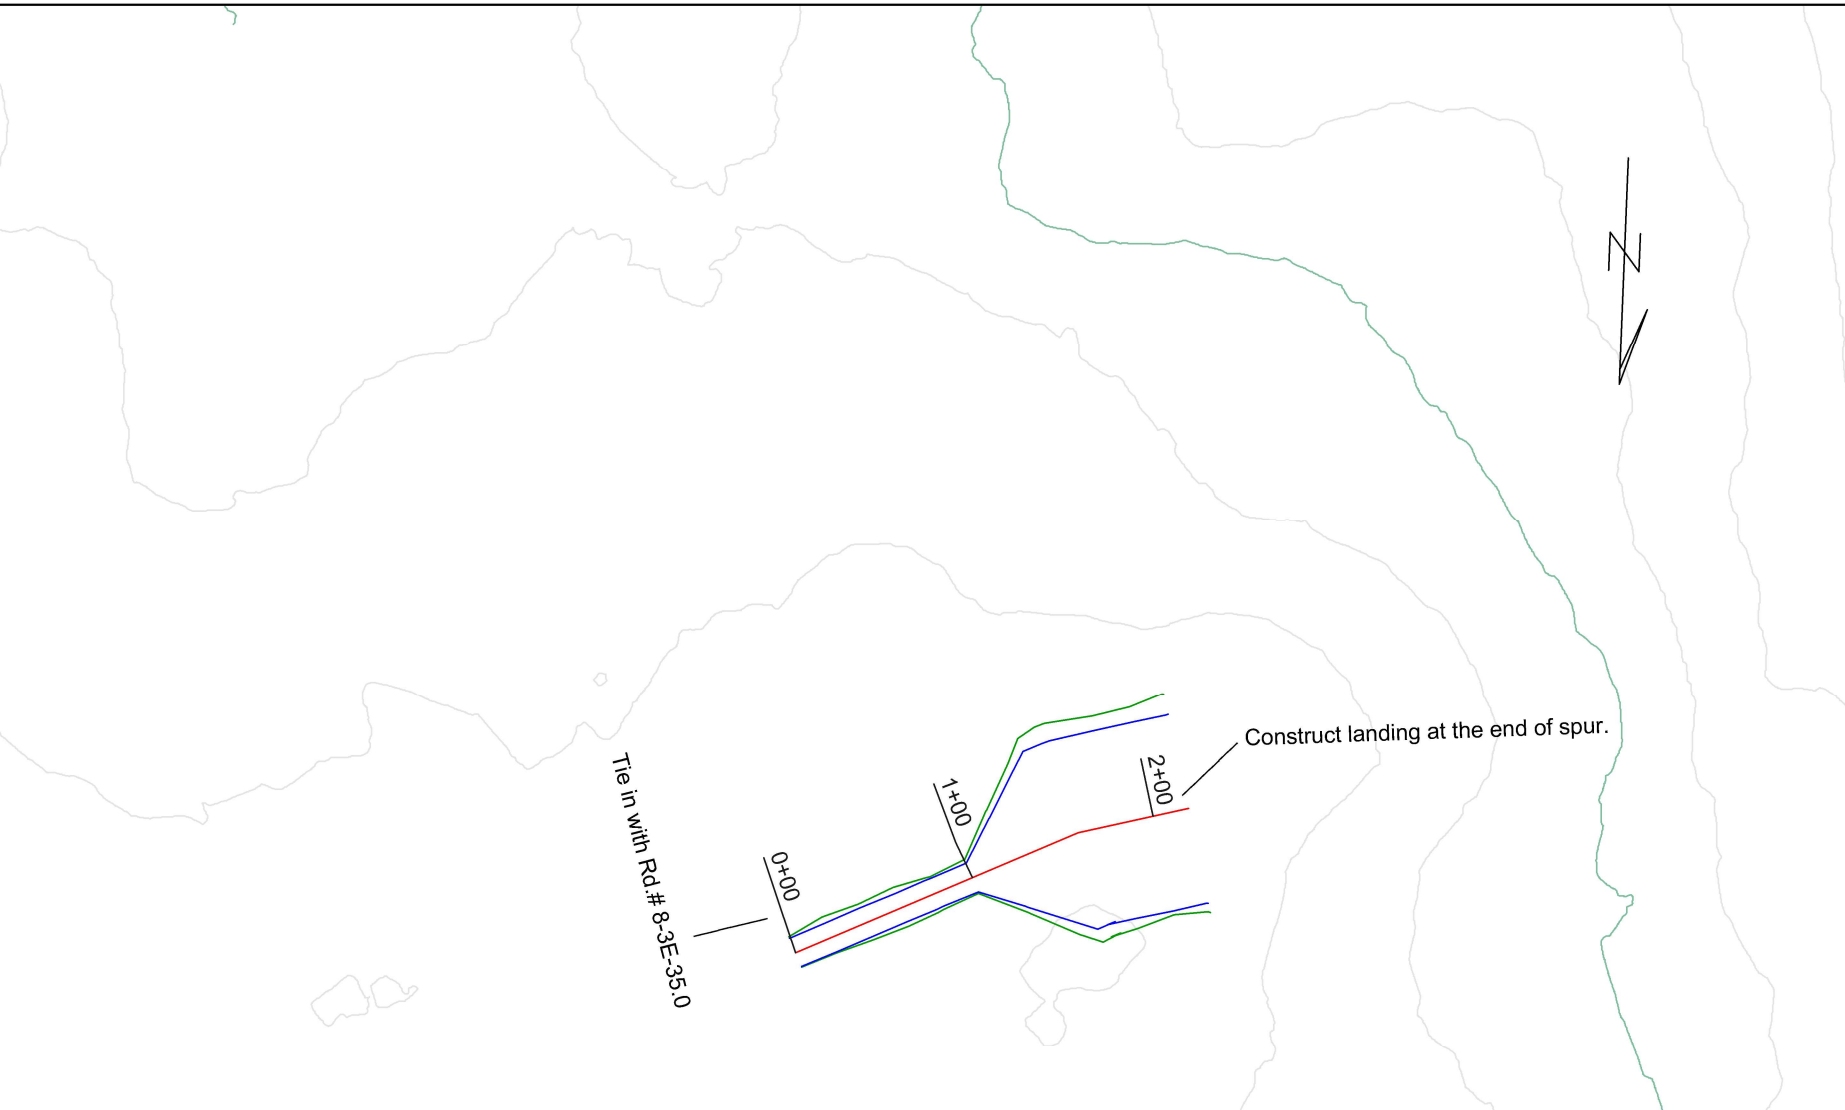 N
Construct landing at the end of spur.
2+00
1+00
0+00
Tie in with Rd.# 8-3E-35.0